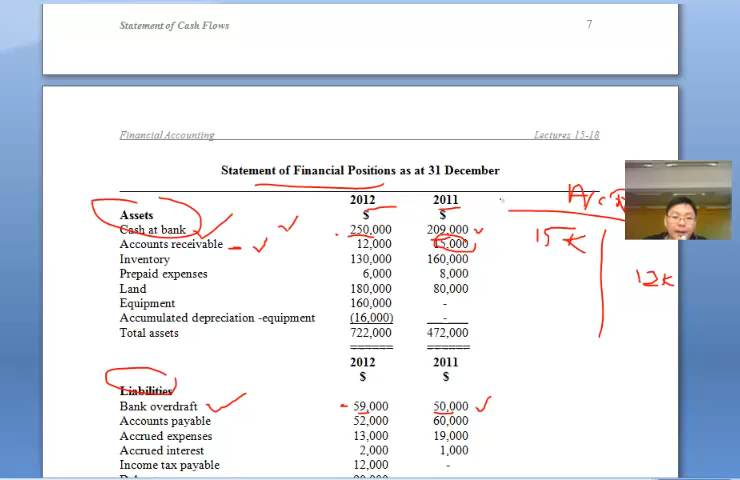 Statement of Cash Flows 7
Financial Accounting Lectures 15-18
Statement of Financial Positions as at 31 December
2012 2011
Assets $ $
Cash at bank 250,000 209,000
Accounts receivable 12,000 15,000
Inventory 130,000 160,000
Prepaid expenses 6,000 8,000
Land 180,000 80,000
Equipment 160,000 -
Accumulated depreciation -equipment (16,000) -
Total assets 722,000 472,000
2012 2011
$ $
Liabilities
Bank overdraft 59,000 50,000
Accounts payable 52,000 60,000
Accrued expenses 13,000 19,000
Accrued interest 2,000 1,000
Income tax payable 12,000 -
A/c
15K
12K